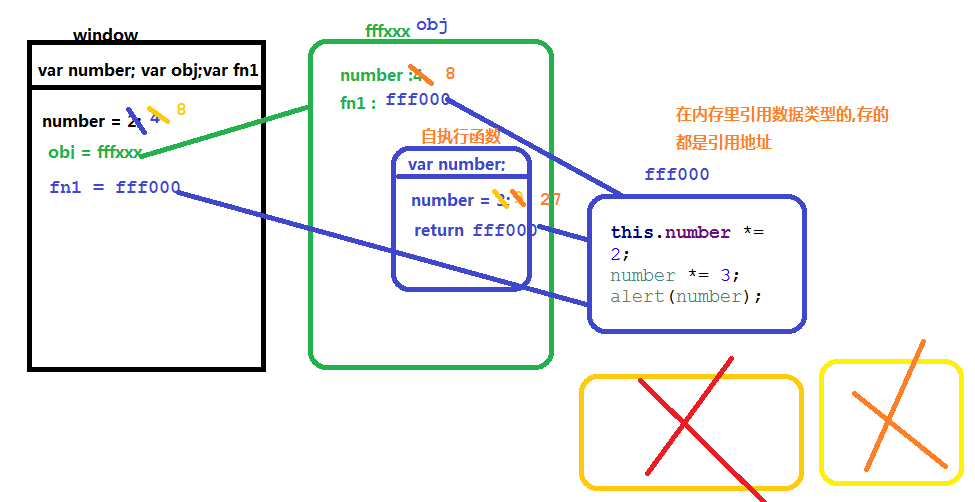 window
var number; var obj;var fn1
number = 2; 4 8
obj = fffxxx
fn1 = fff000
fffxxx obj
number :4 8
fn1 : fff000
自执行函数
var number;
number = 3; 9 27
return fff000
在内存里引用数据类型的,存的
都是引用地址
fff000
this.number *=
2;
number *= 3;
alert(number);